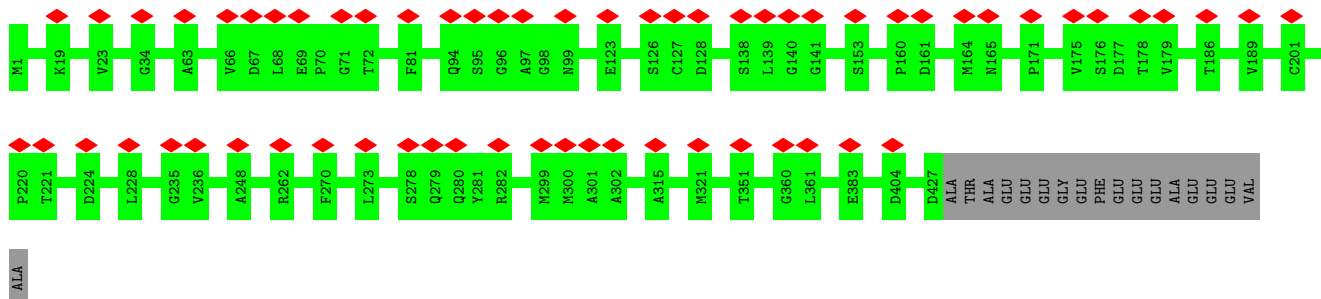 M1 K19 V23 G34 A63 V66 D67 L68 E69 P70 G71 T72 F81 Q94 S95 G96 A97 G98 N99 E123 S126 C127 D128 S138 L139 G140 G141 S153 P160 D161 M164 N165 P171 V175 S176 D177 T178 V179 T186 V189 C201
P220 T221 D224 L228 G235 V236 A248 R262 F270 L273 S278 Q279 Q280 Y281 R282 M299 M300 A301 A302 A315 M321 T351 G360 L361 E383 D404 D427 ALA THR ALA GLU GLU GLU GLY GLU PHE GLU GLU GLU ALA GLU GLU GLU VAL
ALA